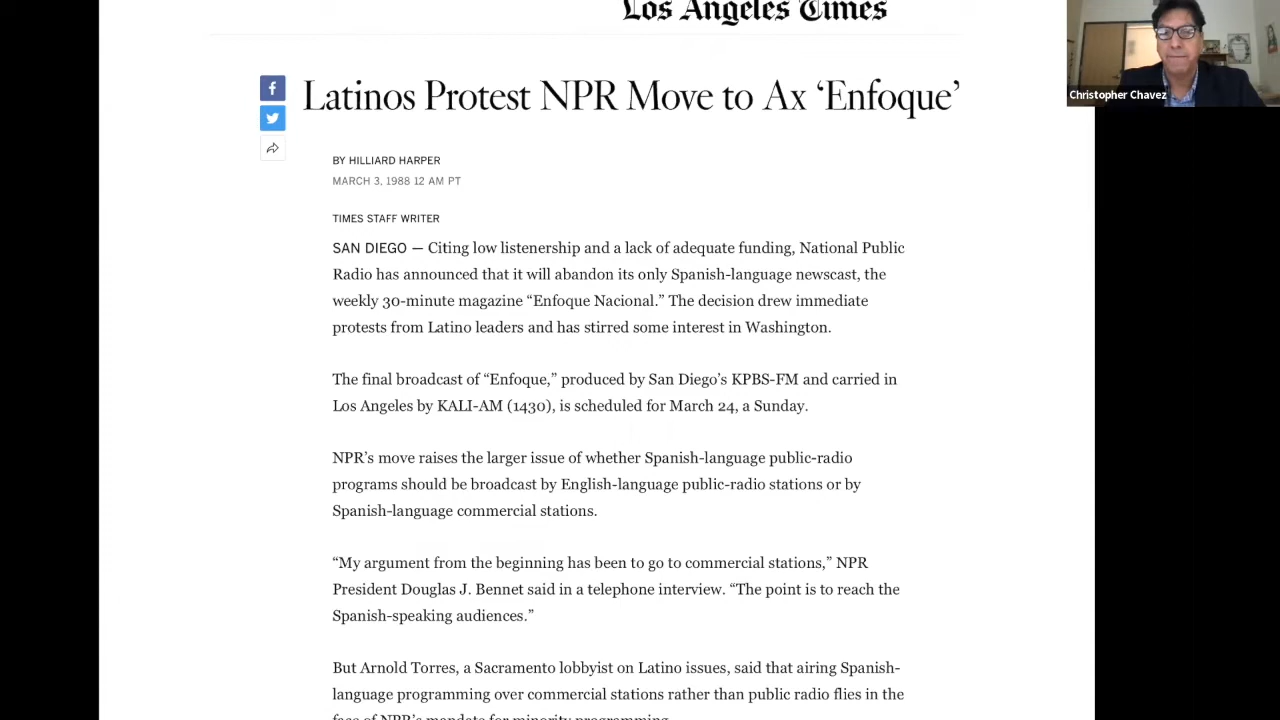 Los Angeles Times
Christopher Chavez
Latinos Protest NPR Move to Ax ‘Enfoque’
BY HILLIARD HARPER
MARCH 3, 1988 12 AM PT
TIMES STAFF WRITER
SAN DIEGO — Citing low listenership and a lack of adequate funding, National Public
Radio has announced that it will abandon its only Spanish-language newscast, the
weekly 30-minute magazine “Enfoque Nacional.” The decision drew immediate
protests from Latino leaders and has stirred some interest in Washington.
The final broadcast of “Enfoque,” produced by San Diego’s KPBS-FM and carried in
Los Angeles by KALI-AM (1430), is scheduled for March 24, a Sunday.
NPR’s move raises the larger issue of whether Spanish-language public-radio
programs should be broadcast by English-language public-radio stations or by
Spanish-language commercial stations.
“My argument from the beginning has been to go to commercial stations,” NPR
President Douglas J. Bennet said in a telephone interview. “The point is to reach the
Spanish-speaking audiences.”
But Arnold Torres, a Sacramento lobbyist on Latino issues, said that airing Spanish-
language programming over commercial stations rather than public radio flies in the
face of NPR’s mandate for minority programming.